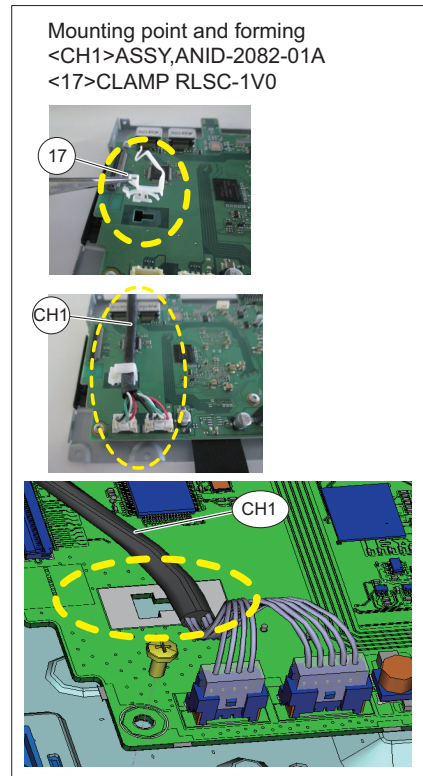 Mounting point and forming
<CH1>ASSY,ANID-2082-01A
<17>CLAMP RLSC-1V0
17
CH1
CH1